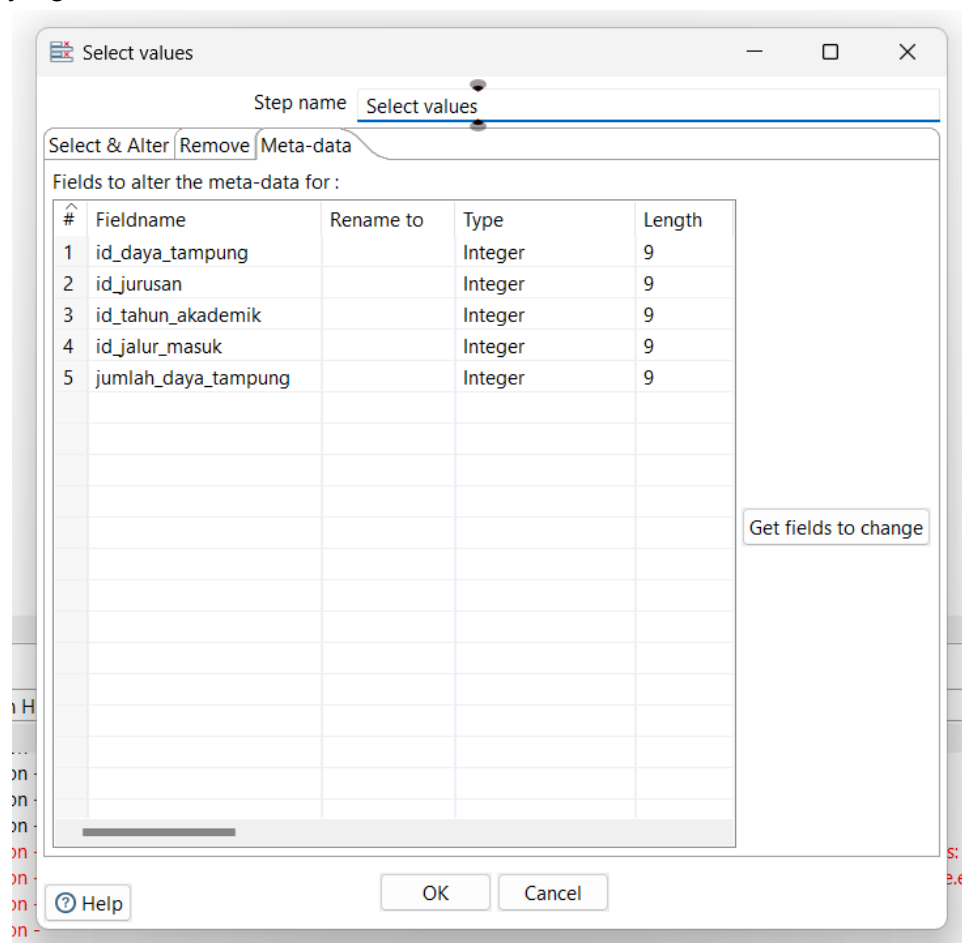 Select values
Step name Select values
Select & Alter Remove Meta-data
Fields to alter the meta-data for :
# Fieldname Rename to Type Length
1 id_daya_tampung Integer 9
2 id_jurusan Integer 9
3 id_tahun_akademik Integer 9
4 id_jalur_masuk Integer 9
5 jumlah_daya_tampung Integer 9
Get fields to change
Help OK Cancel